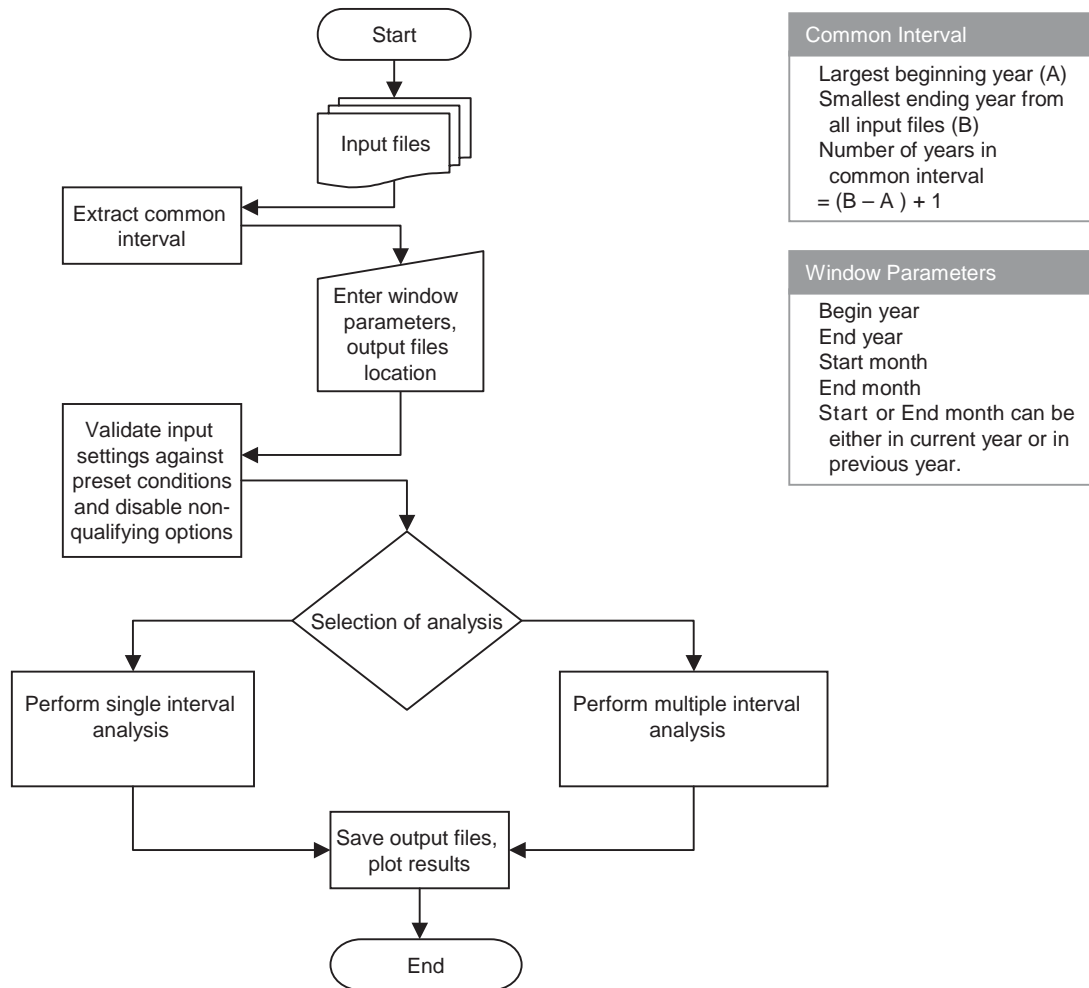 Start
Input files
Extract common
interval
Enter window
parameters,
output files
location
Validate input
settings against
preset conditions
and disable non-
qualifying options
Selection of analysis
Perform single interval
analysis
Perform multiple interval
analysis
Save output files,
plot results
End
Common Interval
Largest beginning year (A)
Smallest ending year from
all input files (B)
Number of years in
common interval
= (B – A ) + 1
Window Parameters
Begin year
End year
Start month
End month
Start or End month can be
either in current year or in
previous year.